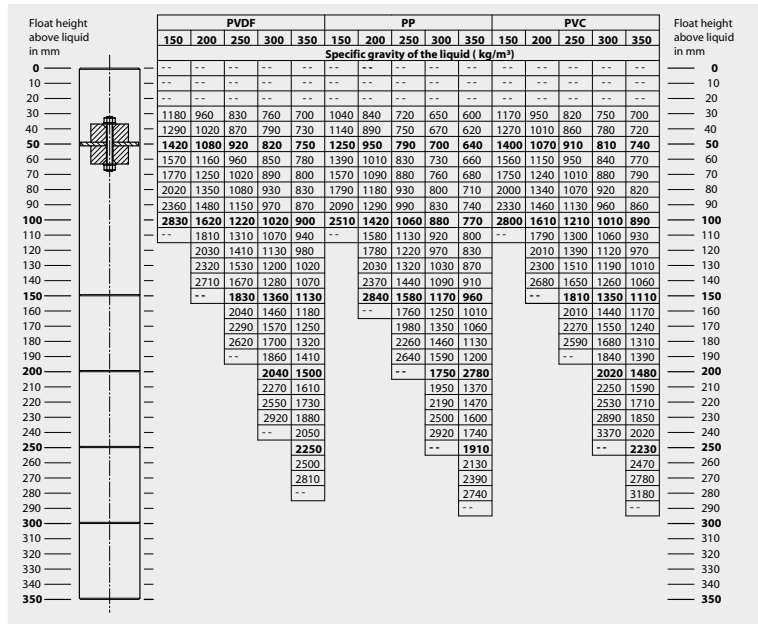 Float height above liquid in mm
PVDF PP PVC
Float height above liquid in mm
150 200 250 300 350 150 200 250 300 350 150 200 250 300 350
Specific gravity of the liquid ( kg/m³)
0 -- -- -- -- -- -- -- -- -- -- -- -- -- -- -- 0
10 -- -- -- -- -- -- -- -- -- -- -- -- -- -- -- 10
20 -- -- -- -- -- -- -- -- -- -- -- -- -- -- -- 20
30 1180 960 830 760 700 1040 840 720 650 600 1170 950 820 750 700 30
40 1290 1020 870 790 730 1140 890 750 670 620 1270 1010 860 780 720 40
50 1420 1080 920 820 750 1250 950 790 700 640 1400 1070 910 810 740 50
60 1570 1160 960 850 780 1390 1010 830 730 660 1560 1150 950 840 770 60
70 1770 1250 1020 890 800 1570 1090 880 760 680 1750 1240 1010 880 790 70
80 2020 1350 1080 930 830 1790 1180 930 800 710 2000 1340 1070 920 820 80
90 2360 1480 1150 970 870 2090 1290 990 830 740 2330 1460 1130 960 860 90
100 2830 1620 1220 1020 900 2510 1420 1060 880 770 2800 1610 1210 1010 890 100
110 -- 1810 1310 1070 940 -- 1580 1130 920 800 -- 1790 1300 1060 930 110
120 2030 1410 1130 980 1780 1220 970 830 2010 1390 1120 970 120
130 2320 1530 1200 1020 2030 1320 1030 870 2300 1510 1190 1010 130
140 2710 1670 1280 1070 2370 1440 1090 910 2680 1650 1260 1060 140
150 -- 1830 1360 1130 2840 1580 1170 960 -- 1810 1350 1110 150
160 2040 1460 1180 -- 1760 1250 1010 2010 1440 1170 160
170 2290 1570 1250 1980 1350 1060 2270 1550 1240 170
180 2620 1700 1320 2260 1460 1130 2590 1680 1310 180
190 -- 1860 1410 2640 1590 1200 -- 1840 1390 190
200 2040 1500 -- 1750 2780 2020 1480 200
210 2270 1610 1950 1370 2250 1590 210
220 2550 1730 2190 1470 2530 1710 220
230 2920 1880 2500 1600 2890 1850 230
240 -- 2050 2920 1740 3370 2020 240
250 2250 -- 1910 -- 2230 250
260 2500 2130 2470 260
270 2810 2390 2780 270
280 -- 2740 3180 280
290 -- -- 290
300 300
310 310
320 320
330 330
340 340
350 350